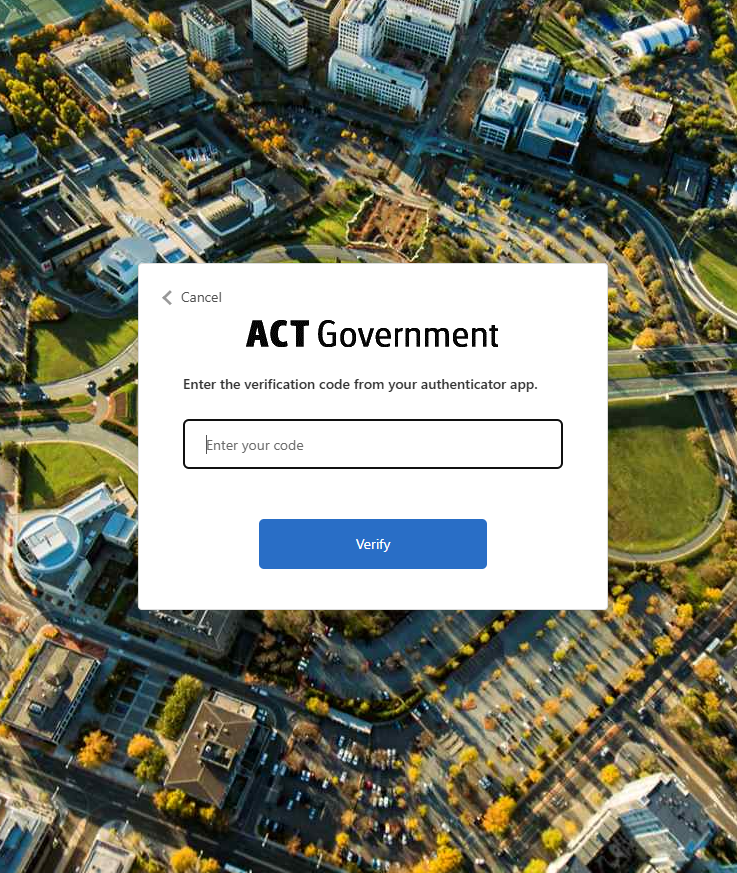 Cancel
ACT Government
Enter the verification code from your authenticator app.
Enter your code
Verify